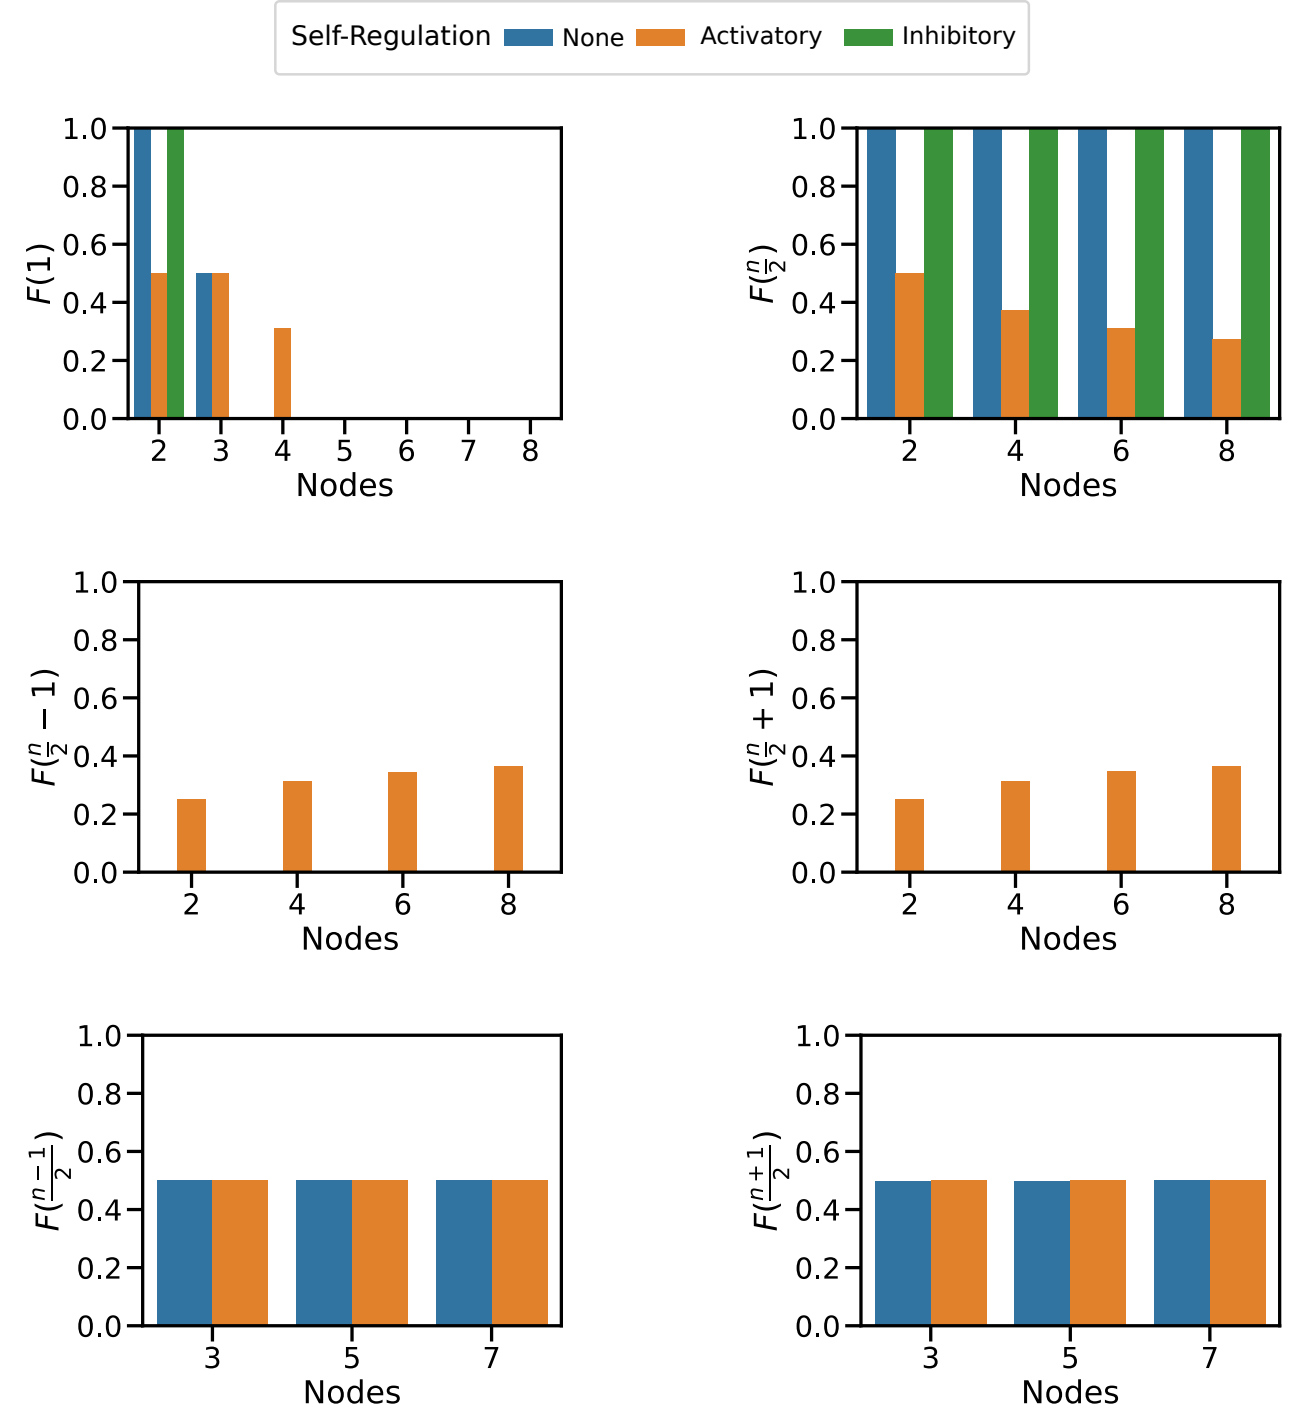 Self-Regulation None Activatory Inhibitory
1.0 0.8 0.6 0.4 0.2 0.0
F(1)
2 3 4 5 6 7 8
Nodes
1.0 0.8 0.6 0.4 0.2 0.0
F(n/2)
2 4 6 8
Nodes
1.0 0.8 0.6 0.4 0.2 0.0
F(n/2 − 1)
2 4 6 8
Nodes
1.0 0.8 0.6 0.4 0.2 0.0
F(n/2 + 1)
2 4 6 8
Nodes
1.0 0.8 0.6 0.4 0.2 0.0
F((n − 1)/2)
3 5 7
Nodes
1.0 0.8 0.6 0.4 0.2 0.0
F((n + 1)/2)
3 5 7
Nodes